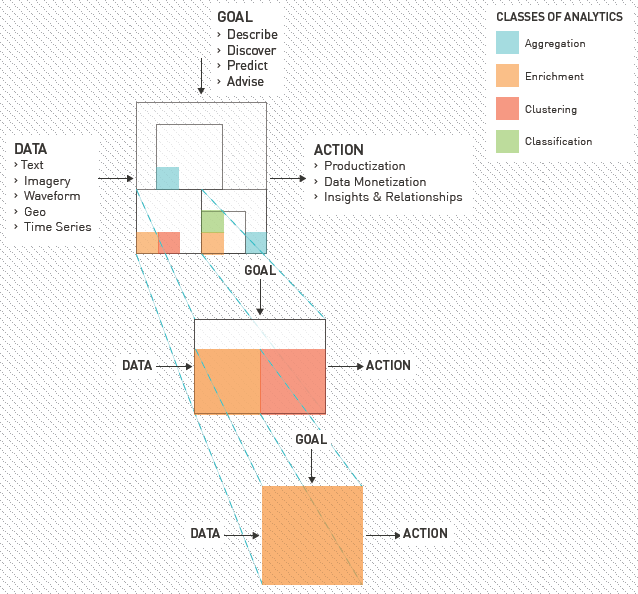 GOAL
› Describe
› Discover
› Predict
› Advise
CLASSES OF ANALYTICS
Aggregation
Enrichment
Clustering
Classification
DATA
› Text
› Imagery
› Waveform
› Geo
› Time Series
ACTION
› Productization
› Data Monetization
› Insights & Relationships
GOAL
DATA
ACTION
GOAL
DATA
ACTION